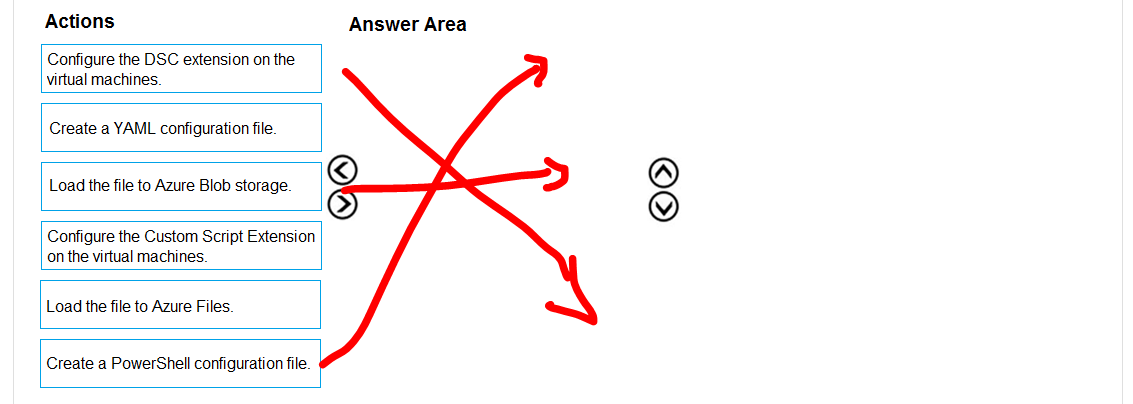 Actions
Answer Area
Configure the DSC extension on the
virtual machines.
Create a YAML configuration file.
Load the file to Azure Blob storage.
Configure the Custom Script Extension
on the virtual machines.
Load the file to Azure Files.
Create a PowerShell configuration file.